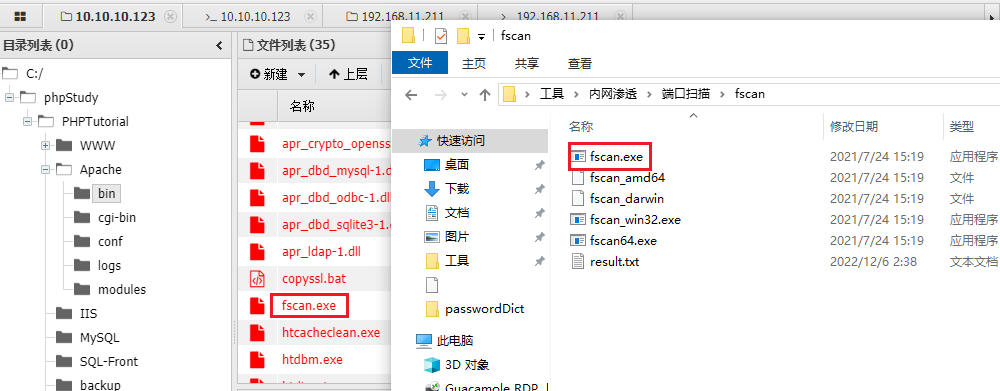 10.10.10.123
10.10.10.123
192.168.11.211
192.168.11.211
目录列表 (0)
C:/
phpStudy
PHPTutorial
WWW
Apache
bin
cgi-bin
conf
logs
modules
IIS
MySQL
SQL-Front
backup
文件列表 (35)
新建
上层
名称
apr_crypto_openss
apr_dbd_mysql-1.d
apr_dbd_odbc-1.dl
apr_dbd_sqlite3-1.
apr_ldap-1.dll
copyssl.bat
fscan.exe
htcacheclean.exe
htdbm.exe
fscan
文件 主页 共享 查看
工具 内网渗透 端口扫描 fscan
快速访问
桌面
下载
文档
图片
工具
passwordDict
此电脑
3D 对象
Guacamole RDP
名称 修改日期 类型
fscan.exe 2021/7/24 15:19 应用程序
fscan_amd64 2021/7/24 15:19 文件
fscan_darwin 2021/7/24 15:19 文件
fscan_win32.exe 2021/7/24 15:19 应用程序
fscan64.exe 2021/7/24 15:19 应用程序
result.txt 2022/12/6 2:38 文本文档